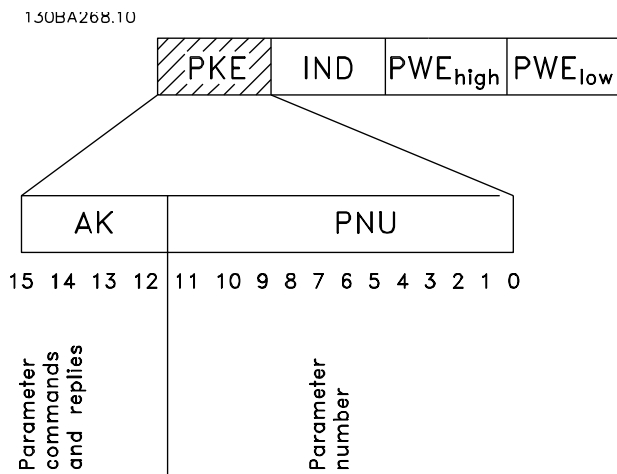 130BA268.10
PKE IND PWEhigh PWElow
AK PNU
15 14 13 12 11 10 9 8 7 6 5 4 3 2 1 0
Parameter
commands
and replies
Parameter
number